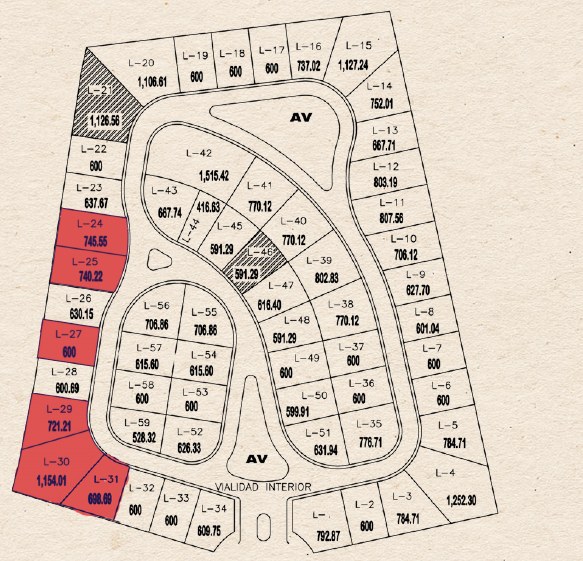 L-20
1,106.61
L-19
600
L-18
600
L-17
600
L-16
737.02
L-15
1,127.24
L-14
752.01
L-13
667.71
L-12
803.19
L-11
807.56
L-10
706.12
L-9
627.70
L-8
601.04
L-7
600
L-6
600
L-5
784.71
L-4
1,252.30
L-3
784.71
L-2
600
L-
792.87
L-21
1,126.56
L-22
600
L-23
637.67
L-24
745.55
L-25
740.22
L-26
630.15
L-27
600
L-28
600.69
L-29
721.21
L-30
1,154.01
L-31
698.69
L-32
600
L-33
600
L-34
609.75
AV
L-42
1,515.42
L-43
667.74
416.63
L-44
L-45
591.29
L-41
770.12
L-40
770.12
L-46
591.29
L-39
802.83
L-47
616.40
L-38
770.12
L-48
591.29
L-37
600
L-49
600
L-36
600
L-50
599.91
L-35
776.71
L-51
631.94
L-56
706.86
L-55
706.86
L-57
615.60
L-54
615.60
L-58
600
L-53
600
L-59
528.32
L-52
626.33
AV
VIALIDAD INTERIOR